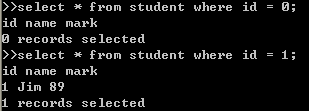 >>select * from student where id = 0;
id name mark
0 records selected
>>select * from student where id = 1;
id name mark
1 Jim 89
1 records selected